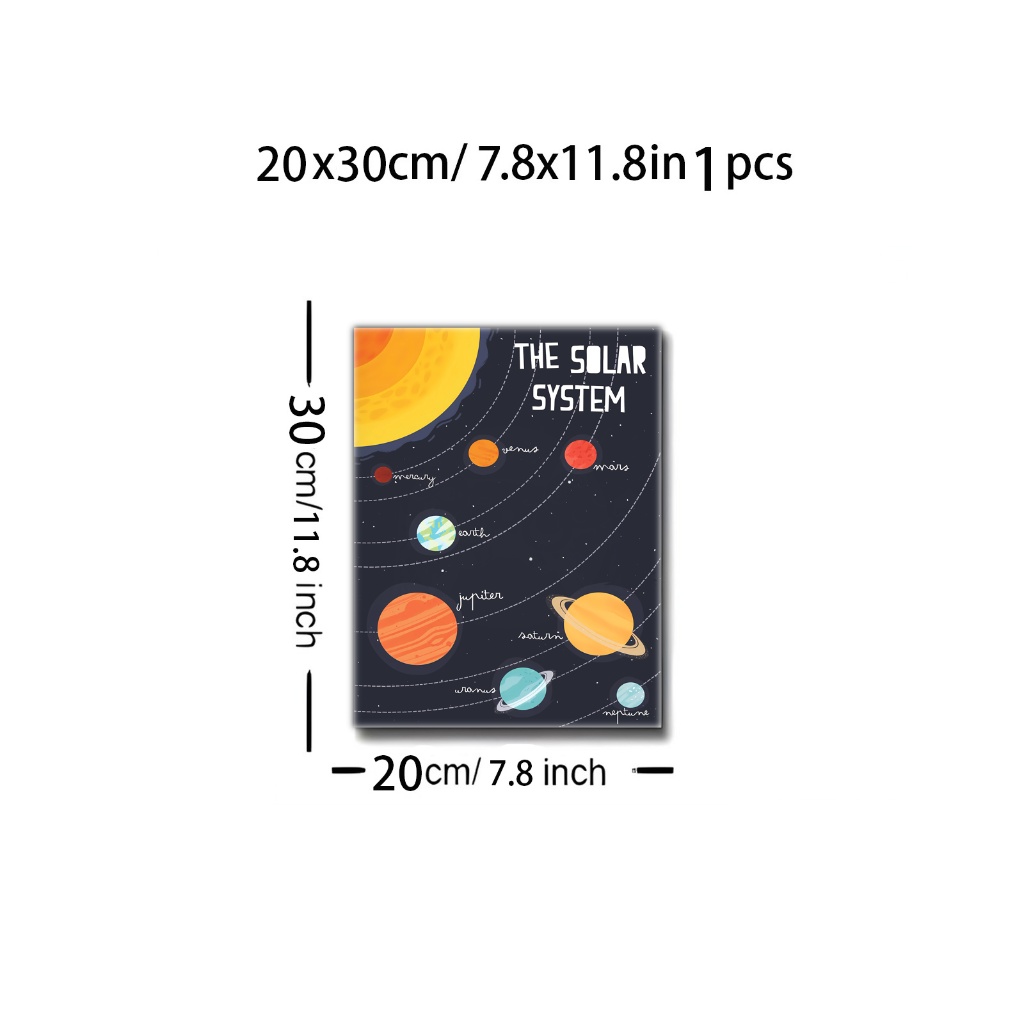 20x30cm/ 7.8x11.8in 1 pcs
THE SOLAR
SYSTEM
venus
mars
mercury
earth
jupiter
saturn
uranus
neptune
30cm/11.8 inch
20cm/ 7.8 inch